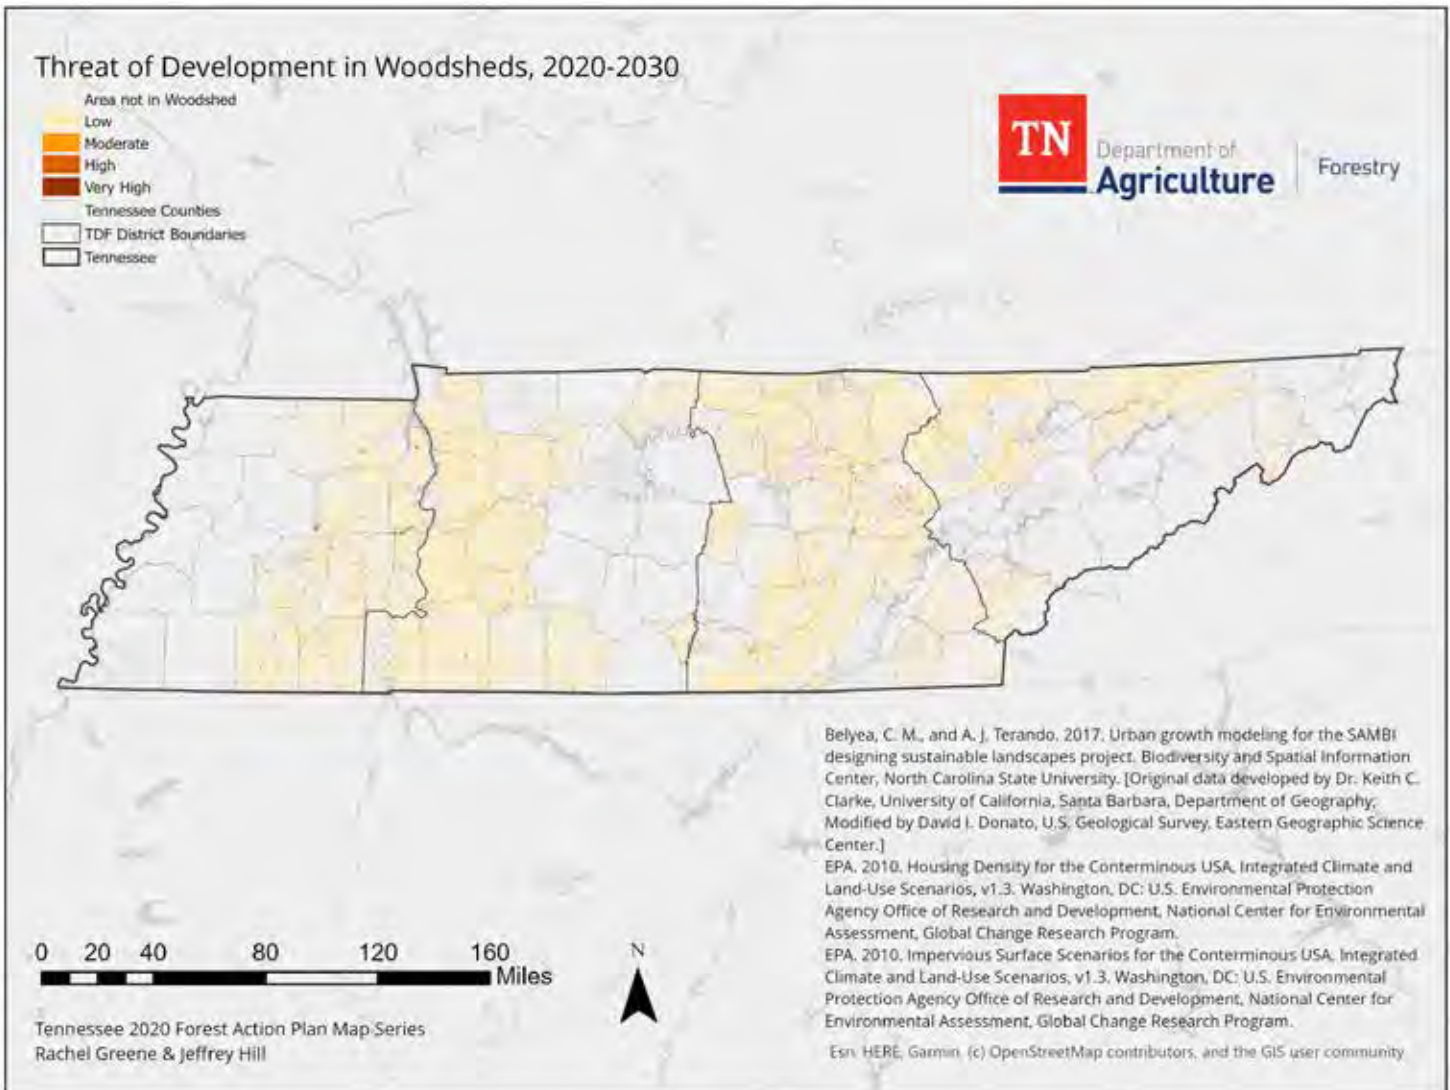 Threat of Development in Woodsheds, 2020-2030
Area not in Woodshed
Low
Moderate
High
Very High
Tennessee Counties
TDF District Boundaries
Tennessee
TN
Department of
Agriculture
Forestry
Belyea, C. M., and A. J. Terando. 2017. Urban growth modeling for the SAMBI
designing sustainable landscapes project. Biodiversity and Spatial Information
Center, North Carolina State University. [Original data developed by Dr. Keith C.
Clarke, University of California, Santa Barbara, Department of Geography;
Modified by David I. Donato, U.S. Geological Survey, Eastern Geographic Science
Center.]
EPA. 2010. Housing Density for the Conterminous USA, Integrated Climate and
Land-Use Scenarios, v1.3. Washington, DC: U.S. Environmental Protection
Agency Office of Research and Development, National Center for Environmental
Assessment, Global Change Research Program.
EPA. 2010. Impervious Surface Scenarios for the Conterminous USA, Integrated
Climate and Land-Use Scenarios, v1.3. Washington, DC: U.S. Environmental
Protection Agency Office of Research and Development, National Center for
Environmental Assessment, Global Change Research Program.
Esri, HERE, Garmin, (c) OpenStreetMap contributors, and the GIS user community
0 20 40 80 120 160
Miles
N
Tennessee 2020 Forest Action Plan Map Series
Rachel Greene & Jeffrey Hill